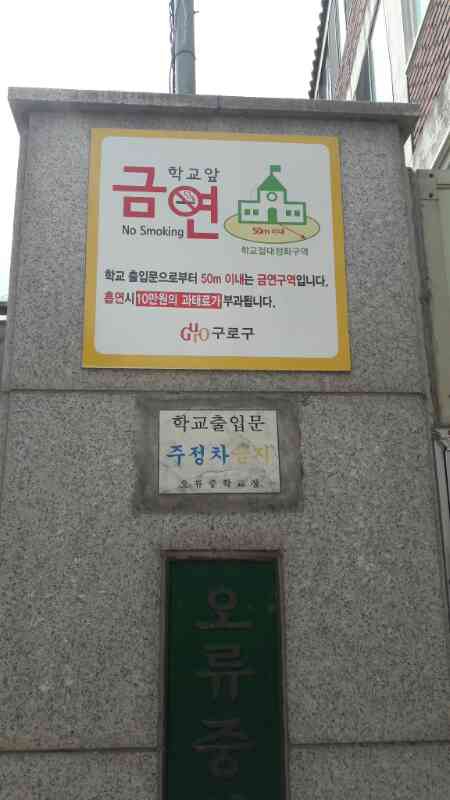 학교앞
금연
No Smoking
50m 이내
학교절대정화구역
학교 출입문으로부터 50m 이내는 금연구역입니다.
흡연시 10만원의 과태료가 부과됩니다.
GURO 구로구
학교출입문
주정차금지
오류중학교장
오류중